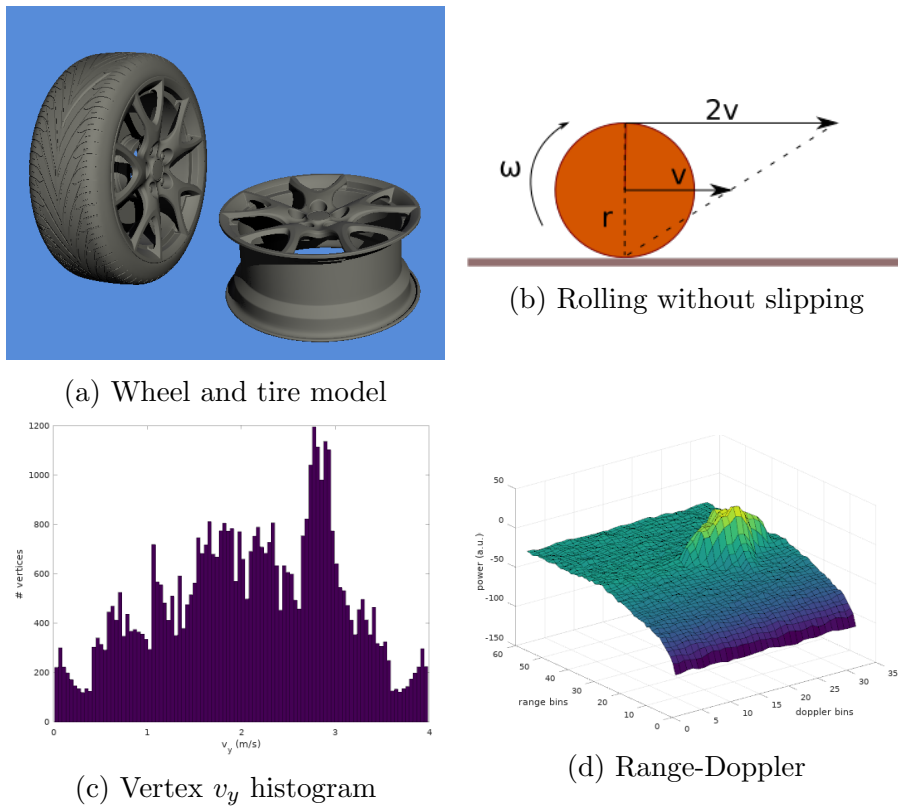 2v
ω
v
r
(b) Rolling without slipping
(a) Wheel and tire model
1200
1000
800
600
400
200
0
# vertices
0 1 2 3 4
v_y (m/s)
(c) Vertex v_y histogram
50
0
-50
-100
-150
power (a.u.)
60
50
40
30
20
10
0
range bins
0
5
10
15
20
25
30
35
doppler bins
(d) Range-Doppler